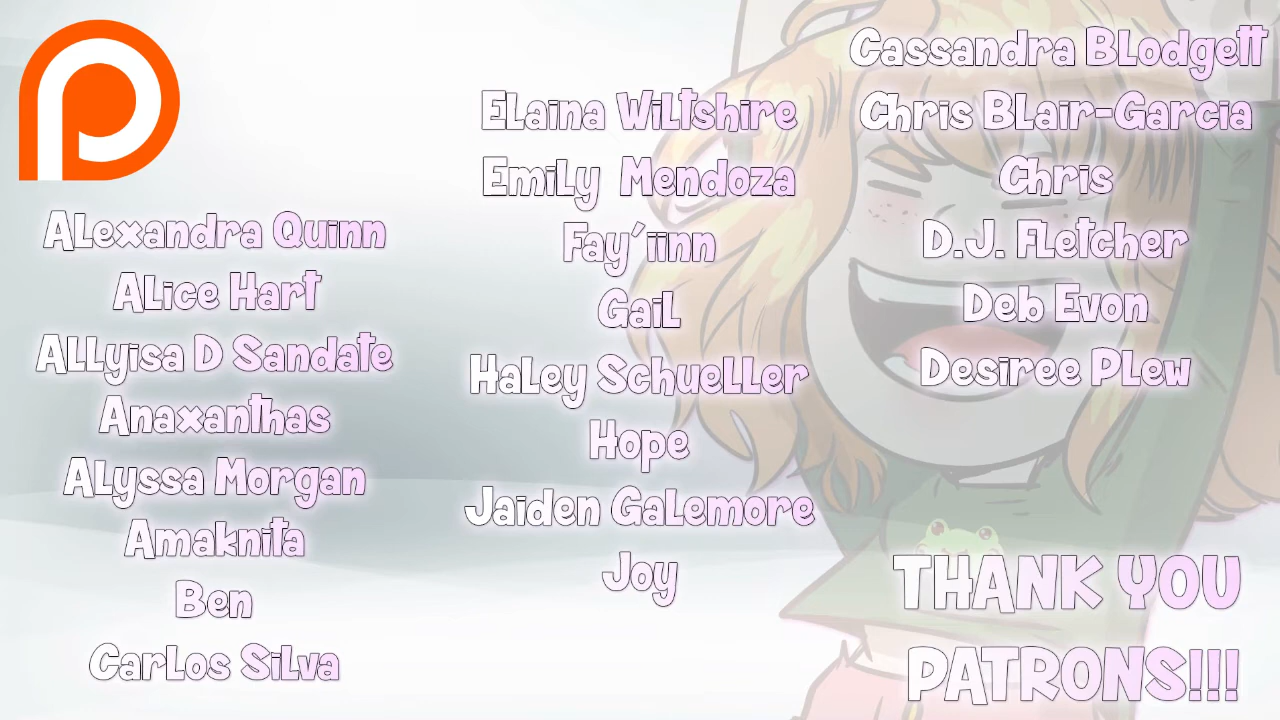 Alexandra Quinn
Alice Hart
Allyisa D Sandate
Anaxanthas
Alyssa Morgan
Amaknita
Ben
Carlos Silva
Elaina Wiltshire
Emily Mendoza
Fay'iinn
Gail
Haley Schueller
Hope
Jaiden Galemore
Joy
Cassandra Blodgett
Chris Blair-Garcia
Chris
D.J. Fletcher
Deb Evon
Desiree Plew
THANK YOU
PATRONS!!!